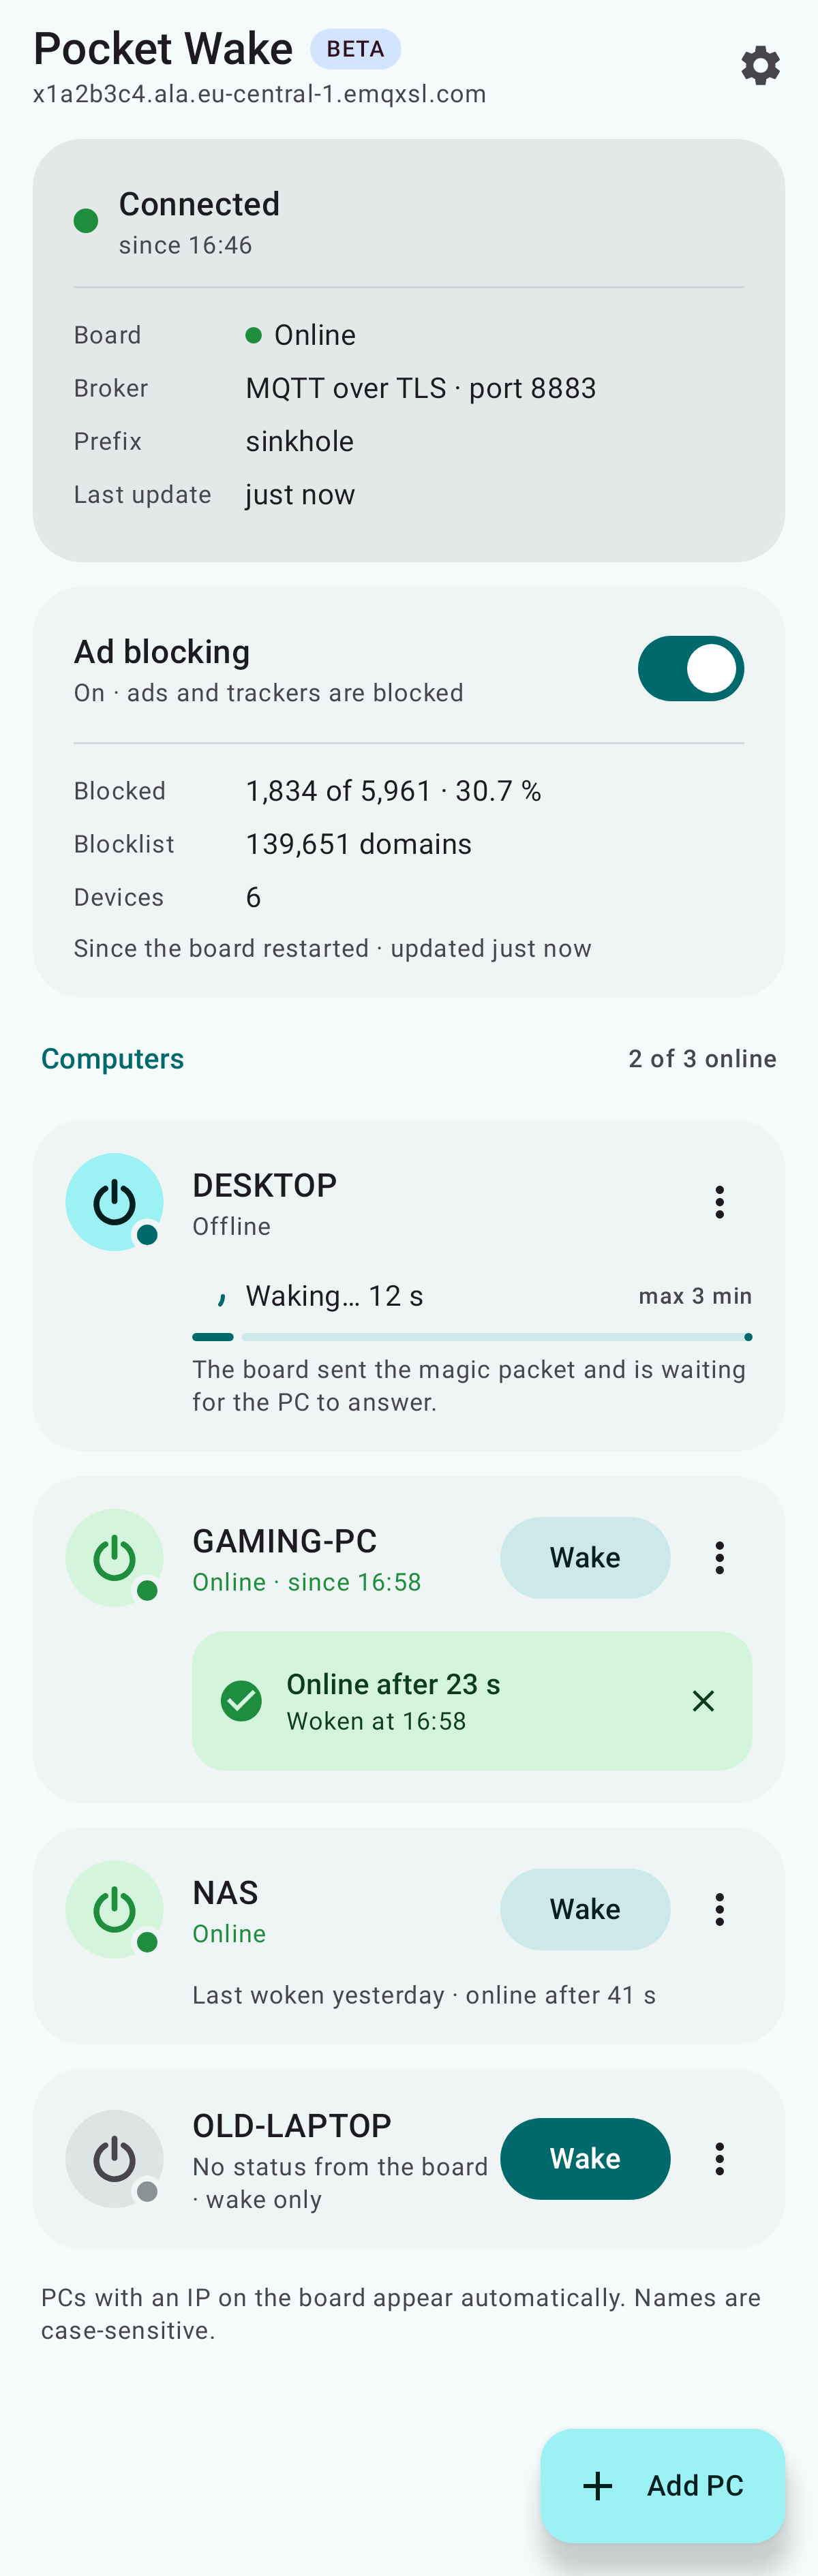 Pocket Wake BETA
x1a2b3c4.ala.eu-central-1.emqxsl.com
Connected
since 16:46
Board Online
Broker MQTT over TLS · port 8883
Prefix sinkhole
Last update just now
Ad blocking
On · ads and trackers are blocked
Blocked 1,834 of 5,961 · 30.7 %
Blocklist 139,651 domains
Devices 6
Since the board restarted · updated just now
Computers 2 of 3 online
DESKTOP
Offline
Waking… 12 s max 3 min
The board sent the magic packet and is waiting
for the PC to answer.
GAMING-PC
Online · since 16:58
Wake
Online after 23 s
Woken at 16:58
NAS
Online
Wake
Last woken yesterday · online after 41 s
OLD-LAPTOP
No status from the board
· wake only
Wake
PCs with an IP on the board appear automatically. Names are
case-sensitive.
Add PC